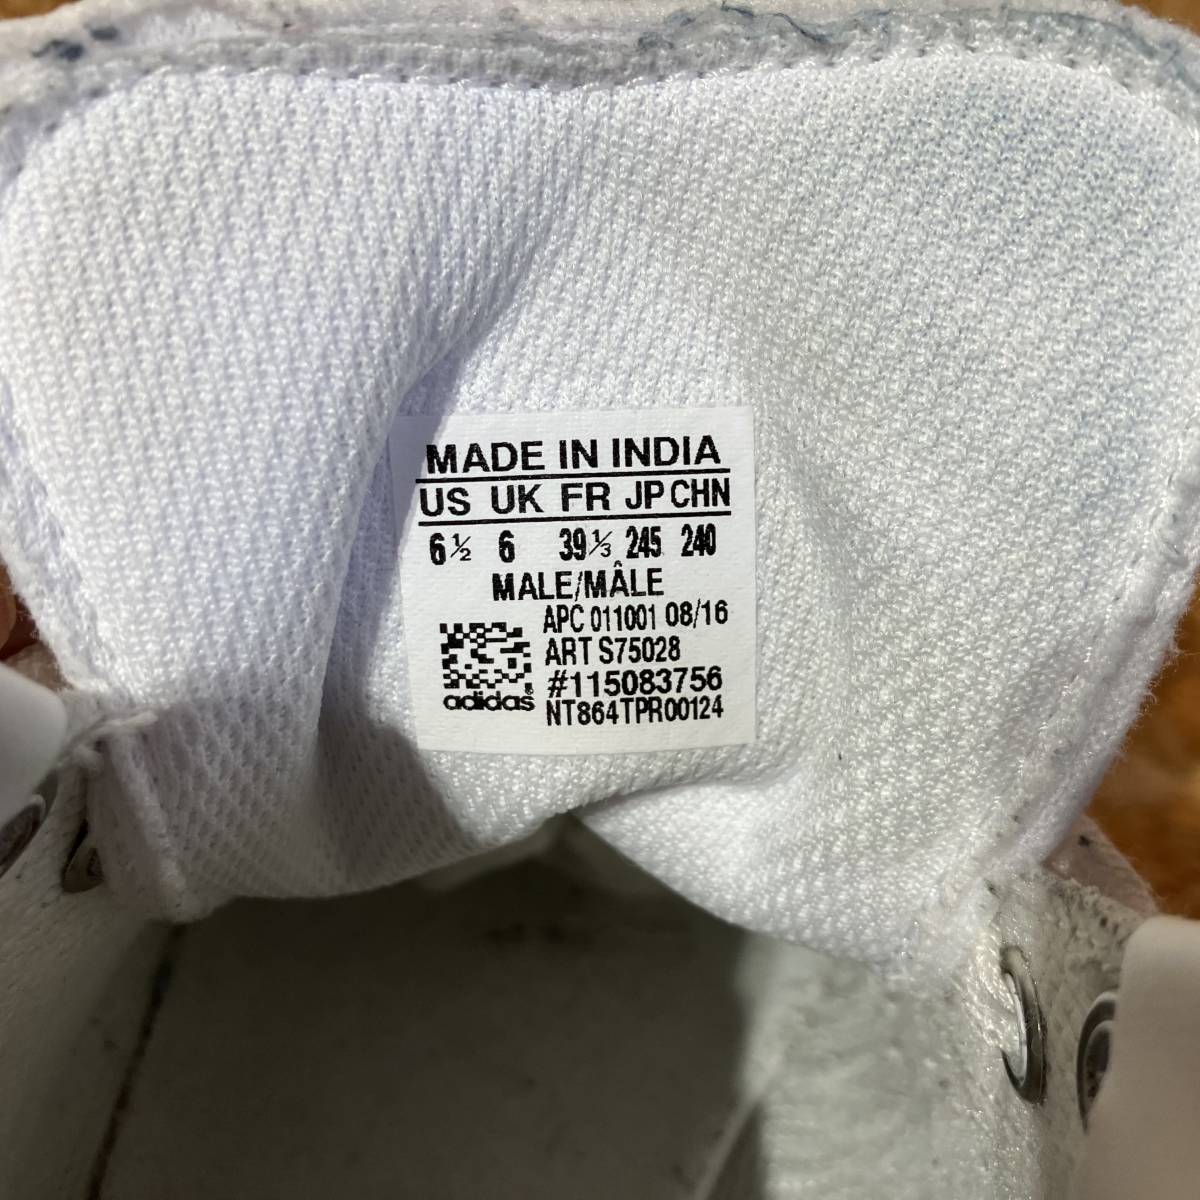 MADE IN INDIA
US UK FR JP CHN
6½ 6 39⅓ 245 240
MALE/MÂLE
APC 011001 08/16
ART S75028
#115083756
adidas® NT864TPR00124